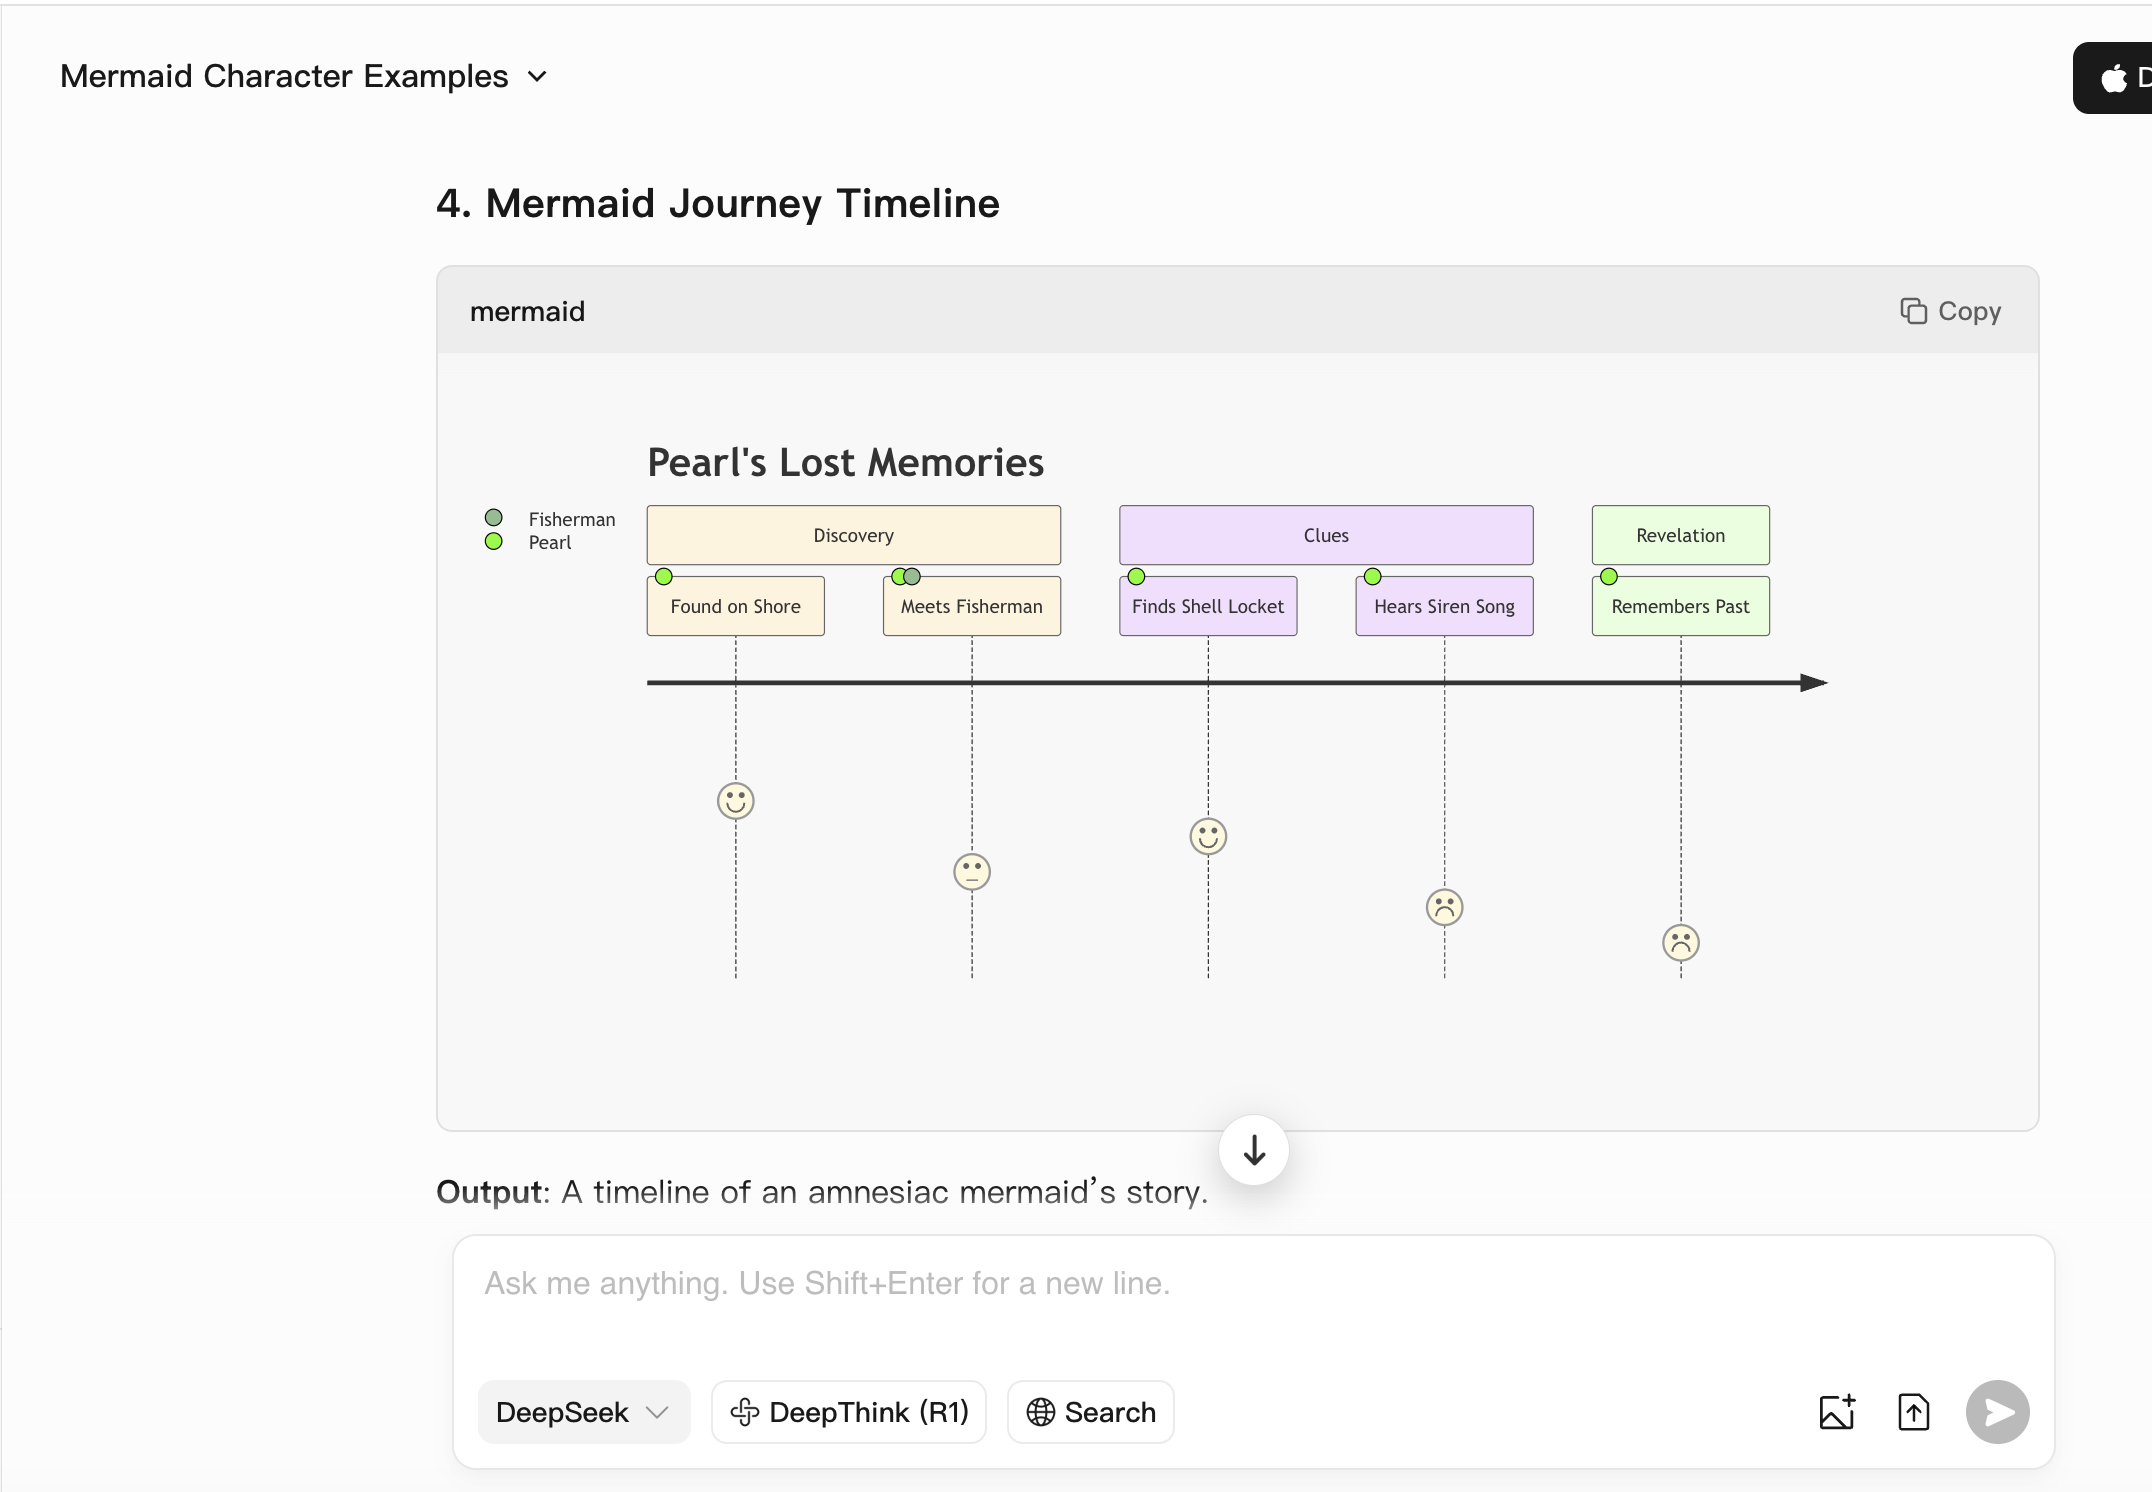 Mermaid Character Examples
D
4. Mermaid Journey Timeline
mermaid
Copy
Pearl's Lost Memories
Fisherman
Pearl
Discovery
Clues
Revelation
Found on Shore
Meets Fisherman
Finds Shell Locket
Hears Siren Song
Remembers Past
Output: A timeline of an amnesiac mermaid’s story.
Ask me anything. Use Shift+Enter for a new line.
DeepSeek
DeepThink (R1)
Search